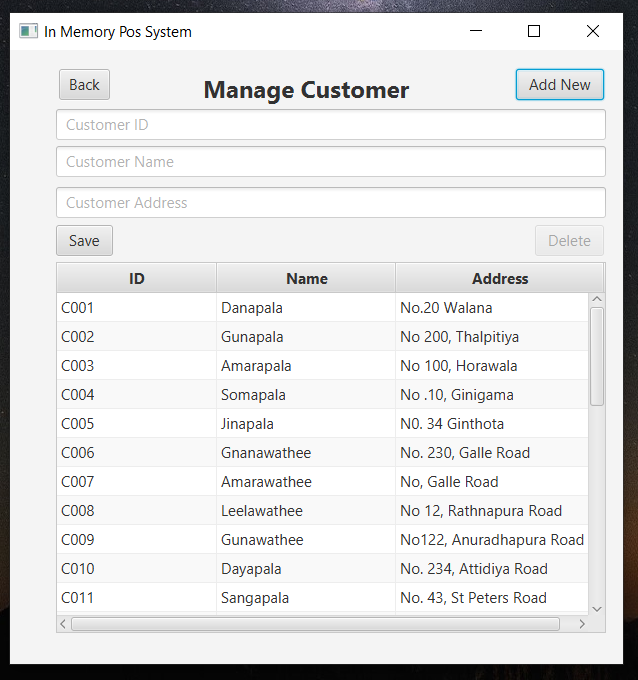 In Memory Pos System
Back
Manage Customer
Add New
Customer ID
Customer Name
Customer Address
Save
Delete
ID Name Address
C001 Danapala No.20 Walana
C002 Gunapala No 200, Thalpitiya
C003 Amarapala No 100, Horawala
C004 Somapala No .10, Ginigama
C005 Jinapala N0. 34 Ginthota
C006 Gnanawathee No. 230, Galle Road
C007 Amarawathee No, Galle Road
C008 Leelawathee No 12, Rathnapura Road
C009 Gunawathee No122, Anuradhapura Road
C010 Dayapala No. 234, Attidiya Road
C011 Sangapala No. 43, St Peters Road